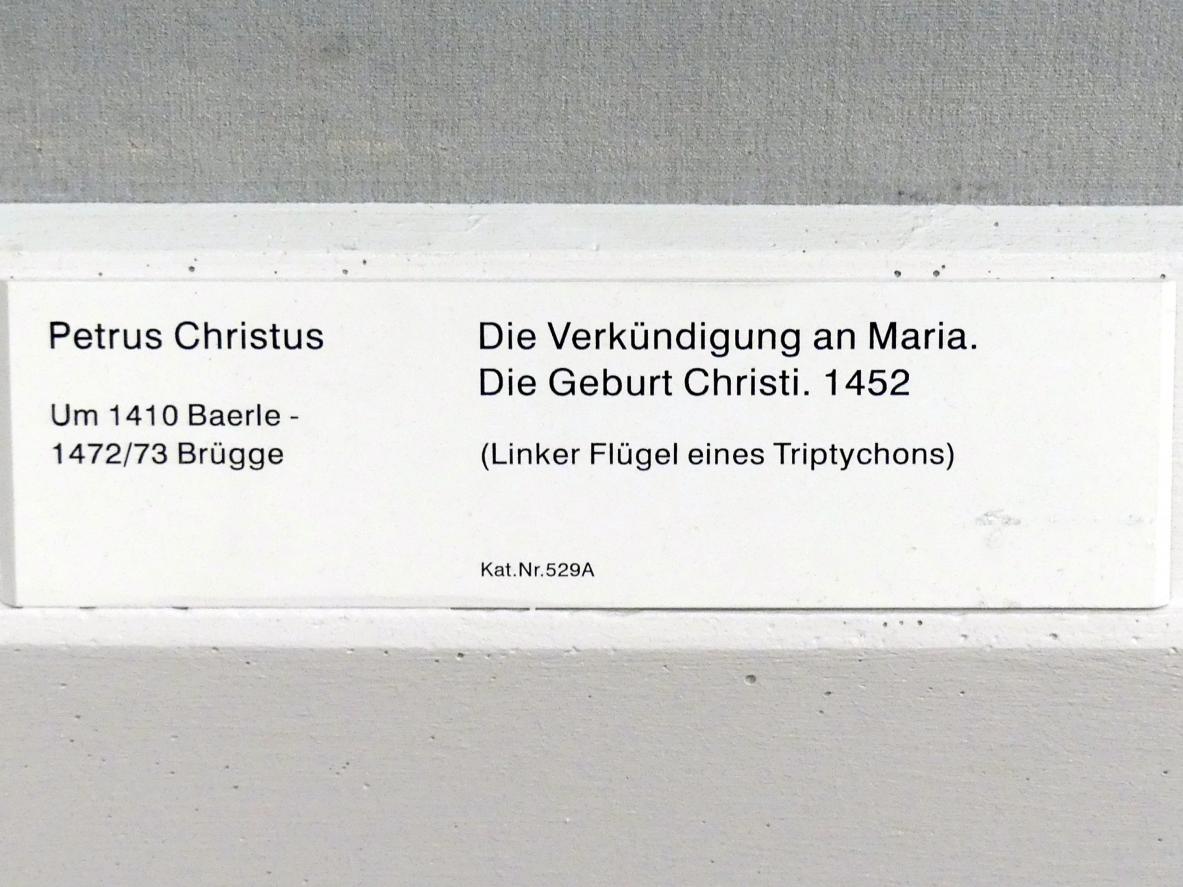 Petrus Christus
Um 1410 Baerle -
1472/73 Brügge
Die Verkündigung an Maria.
Die Geburt Christi. 1452
(Linker Flügel eines Triptychons)
Kat.Nr.529A